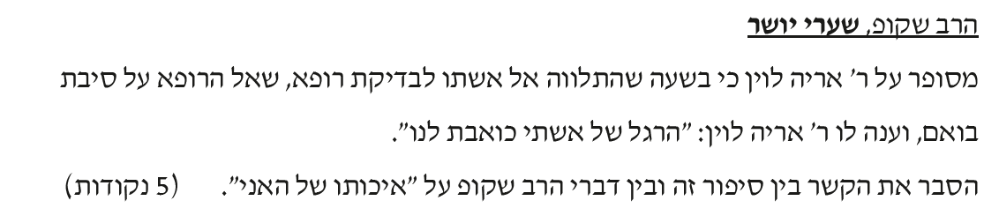 הרב שקופ, שערי יושר
מסופר על ר' אריה לוין כי בשעה שהתלווה אל אשתו לבדיקת רופא, שאל הרופא על סיבת
בואם, וענה לו ר' אריה לוין: "הרגל של אשתי כואבת לנו".
הסבר את הקשר בין סיפור זה ובין דברי הרב שקופ על "איכותו של האני". (5 נקודות)